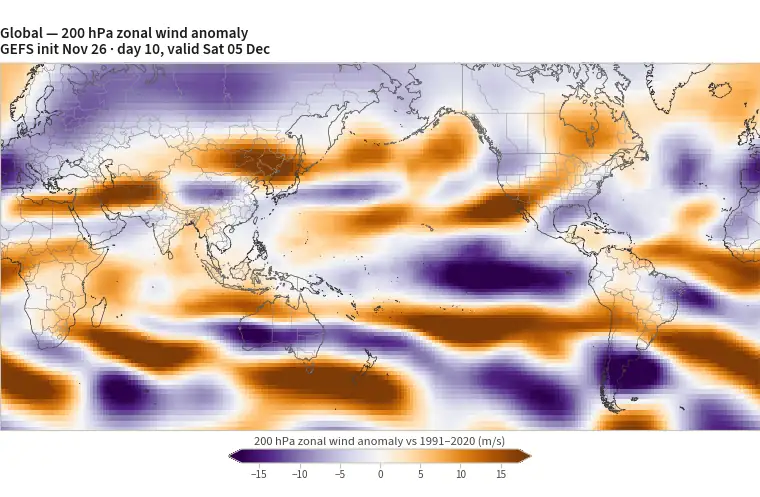 Global — 200 hPa zonal wind anomaly
GEFS init Nov 26 · day 10, valid Sat 05 Dec
200 hPa zonal wind anomaly vs 1991–2020 (m/s)
−15 −10 −5 0 5 10 15